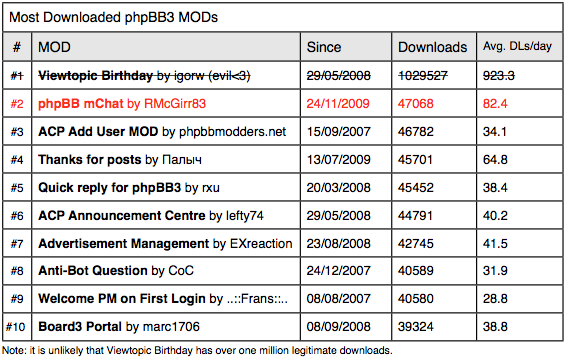 Most Downloaded phpBB3 MODs
# MOD Since Downloads Avg. DLs/day
#1 Viewtopic Birthday by igorw (evil<3) 29/05/2008 1029527 923.3
#2 phpBB mChat by RMcGirr83 24/11/2009 47068 82.4
#3 ACP Add User MOD by phpbbmodders.net 15/09/2007 46782 34.1
#4 Thanks for posts by Палыч 13/07/2009 45701 64.8
#5 Quick reply for phpBB3 by rxu 20/03/2008 45452 38.4
#6 ACP Announcement Centre by lefty74 29/05/2008 44791 40.2
#7 Advertisement Management by EXreaction 23/08/2008 42745 41.5
#8 Anti-Bot Question by CoC 24/12/2007 40589 31.9
#9 Welcome PM on First Login by ..::Frans::.. 08/08/2007 40580 28.8
#10 Board3 Portal by marc1706 08/09/2008 39324 38.8
Note: it is unlikely that Viewtopic Birthday has over one million legitimate downloads.